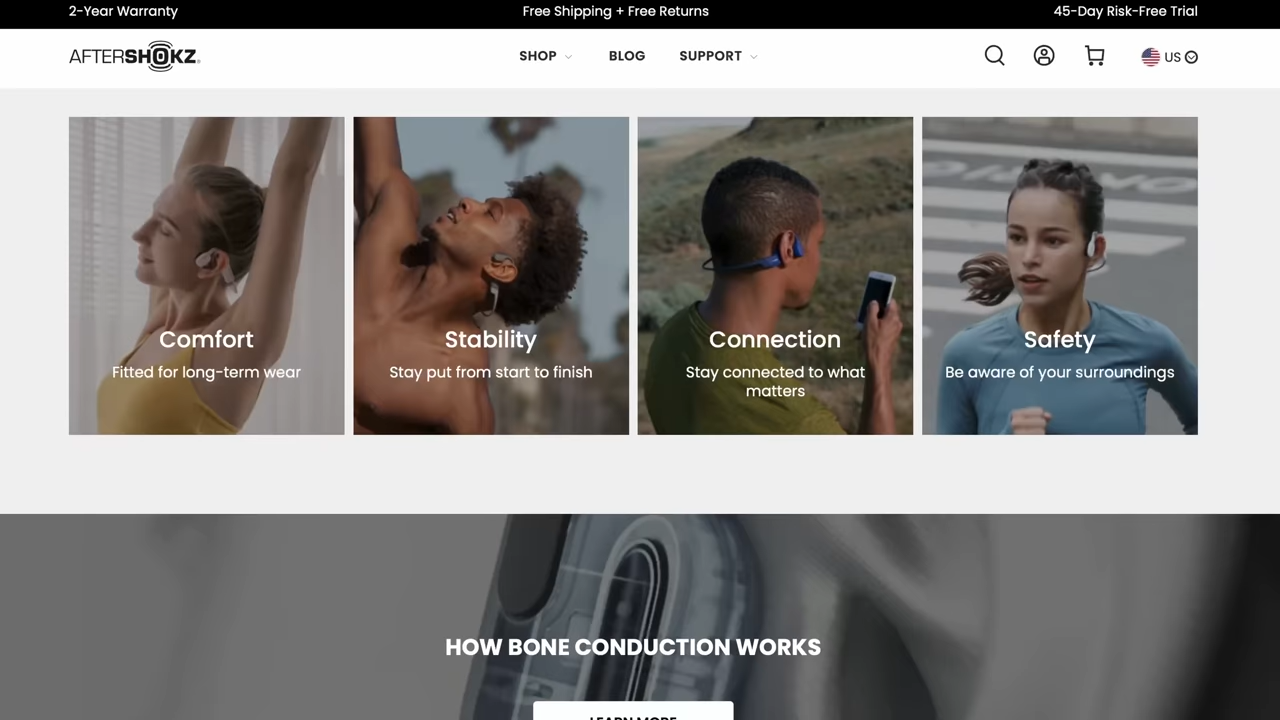 2-Year Warranty
Free Shipping + Free Returns
45-Day Risk-Free Trial
AFTERSHOKZ®
SHOP
BLOG
SUPPORT
US
Comfort
Fitted for long-term wear
Stability
Stay put from start to finish
Connection
Stay connected to what
matters
Safety
Be aware of your surroundings
HOW BONE CONDUCTION WORKS
LEARN MORE